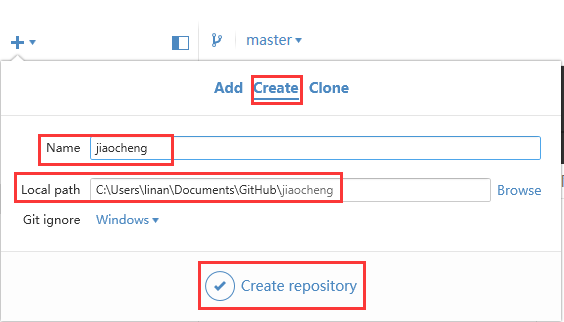 master
Add Create Clone
Name jiaocheng
Local path C:\Users\linan\Documents\GitHub\jiaocheng Browse
Git ignore Windows
Create repository